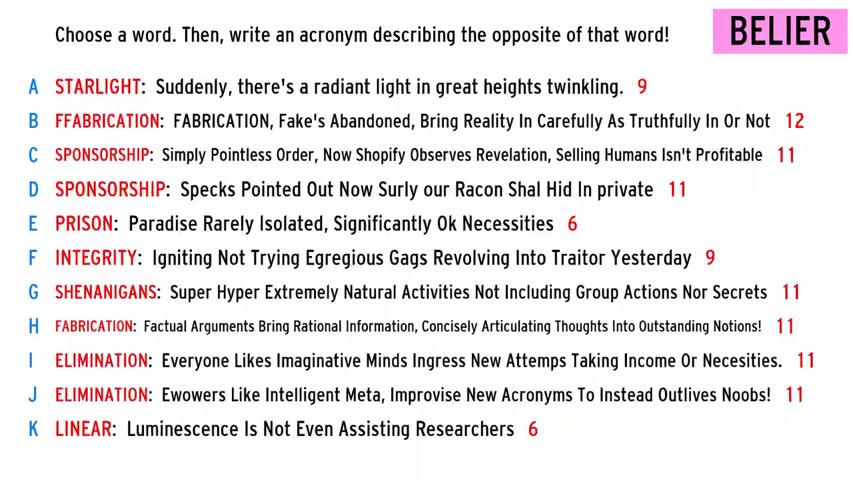 Choose a word. Then, write an acronym describing the opposite of that word!
BELIER
A STARLIGHT: Suddenly, there's a radiant light in great heights twinkling. 9
B FFABRICATION: FABRICATION, Fake's Abandoned, Bring Reality In Carefully As Truthfully In Or Not 12
C SPONSORSHIP: Simply Pointless Order, Now Shopify Observes Revelation, Selling Humans Isn't Profitable 11
D SPONSORSHIP: Specks Pointed Out Now Surly our Racon Shal Hid In private 11
E PRISON: Paradise Rarely Isolated, Significantly Ok Necessities 6
F INTEGRITY: Igniting Not Trying Egregious Gags Revolving Into Traitor Yesterday 9
G SHENANIGANS: Super Hyper Extremely Natural Activities Not Including Group Actions Nor Secrets 11
H FABRICATION: Factual Arguments Bring Rational Information, Concisely Articulating Thoughts Into Outstanding Notions! 11
I ELIMINATION: Everyone Likes Imaginative Minds Ingress New Attemps Taking Income Or Necesities. 11
J ELIMINATION: Ewowers Like Intelligent Meta, Improvise New Acronyms To Instead Outlives Noobs! 11
K LINEAR: Luminescence Is Not Even Assisting Researchers 6